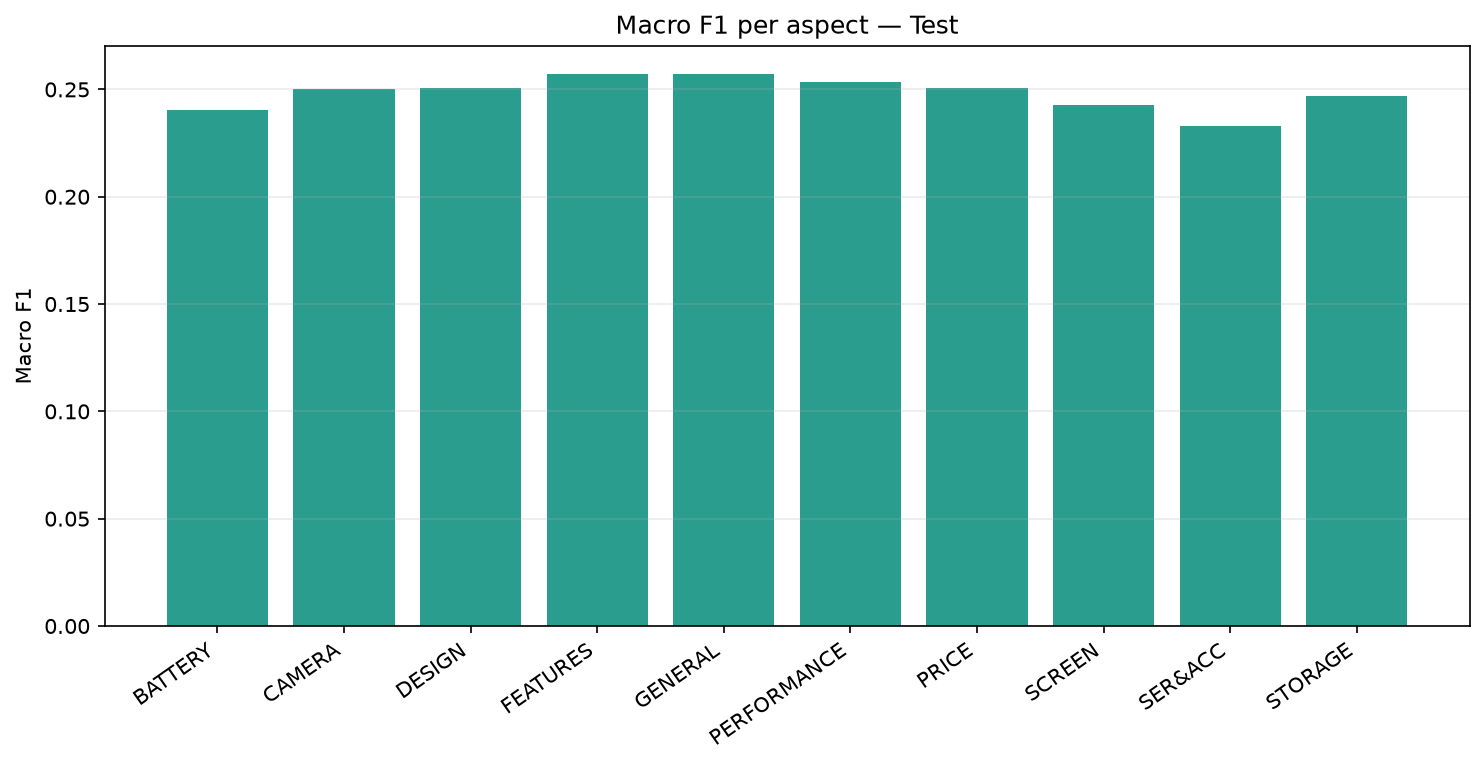 Macro F1 per aspect — Test
Macro F1
0.25
0.20
0.15
0.10
0.05
0.00
BATTERY
CAMERA
DESIGN
FEATURES
GENERAL
PERFORMANCE
PRICE
SCREEN
SER&ACC
STORAGE